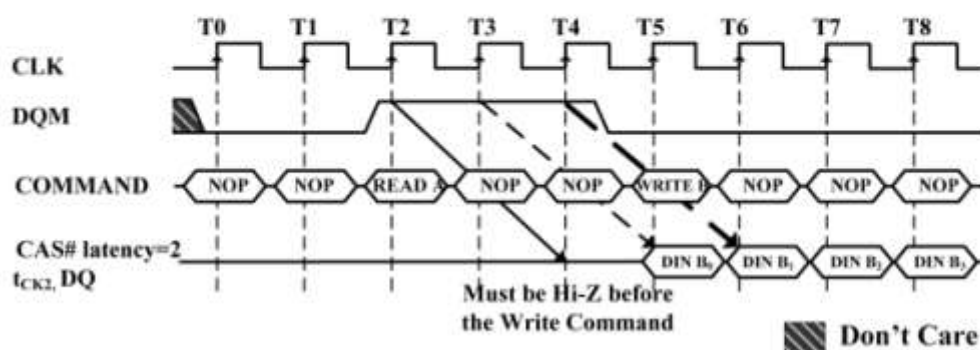 T0 T1 T2 T3 T4 T5 T6 T7 T8
CLK
DQM
COMMAND NOP NOP READ A NOP NOP WRITE B NOP NOP NOP
CAS# latency=2
tCK2, DQ DIN B0 DIN B1 DIN B2 DIN B3
Must be Hi-Z before
the Write Command
Don't Care